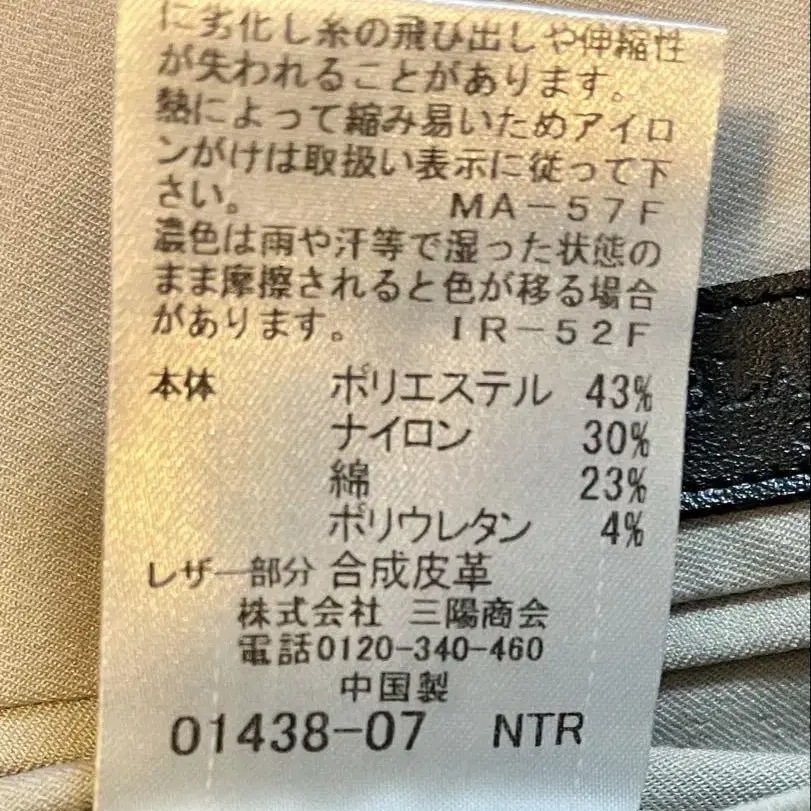 に劣化し糸の飛び出しや伸縮性
が失われることがあります。
熱によって縮み易いためアイロ
ンがけは取扱い表示に従って下
さい。 MA-57F
濃色は雨や汗等で湿った状態の
まま摩擦されると色が移る場合
があります。 IR-52F
本体 ポリエステル 43%
ナイロン 30%
綿 23%
ポリウレタン 4%
レザー部分 合成皮革
株式会社 三陽商会
電話0120-340-460
中国製
01438-07 NTR